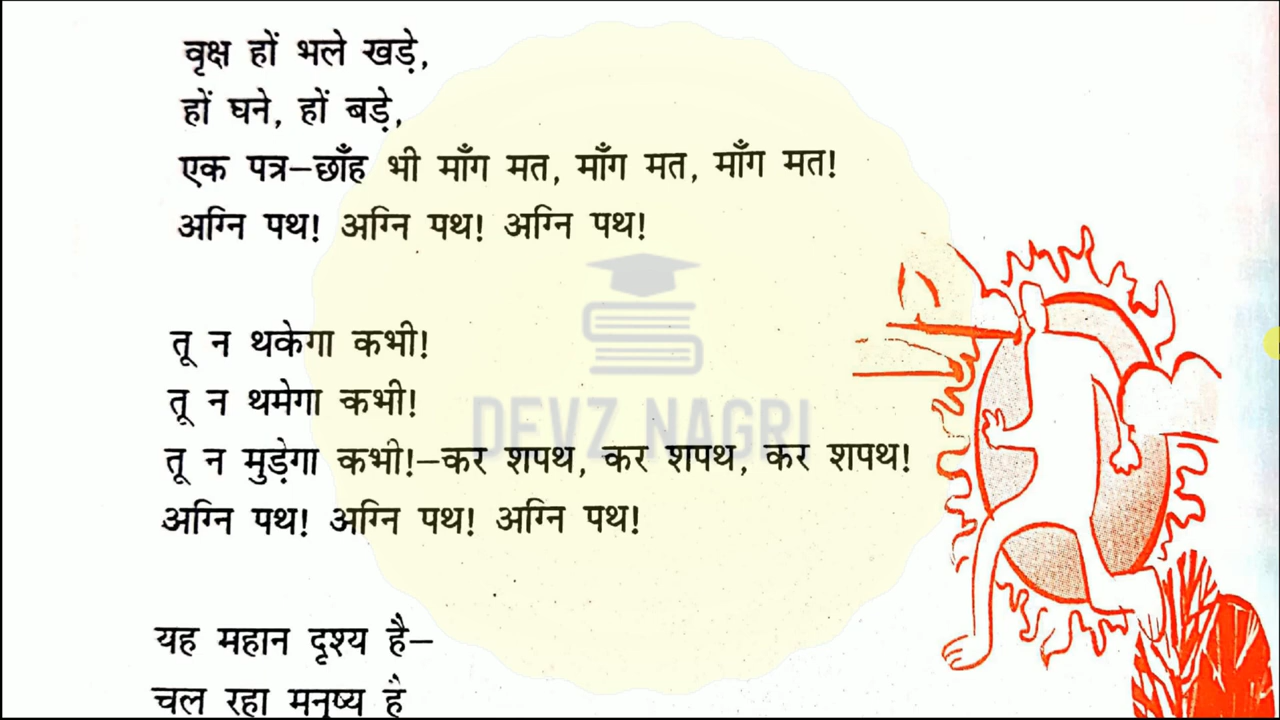 वृक्ष हों भले खड़े,
हों घने, हों बड़े,
एक पत्र–छाँह भी माँग मत, माँग मत, माँग मत!
अग्नि पथ! अग्नि पथ! अग्नि पथ!
तू न थकेगा कभी!
तू न थमेगा कभी!
तू न मुड़ेगा कभी!–कर शपथ, कर शपथ, कर शपथ!
अग्नि पथ! अग्नि पथ! अग्नि पथ!
यह महान दृश्य है–
चल रहा मनुष्य है
DEVZ NAGRI